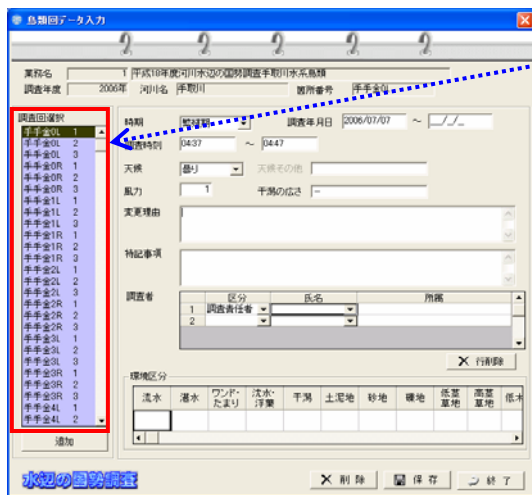 鳥類回データ入力
業務名 1 平成18年度河川水辺の国勢調査手取川水系鳥類
調査年度 2006年 河川名 手取川 箇所番号 手手金0L
調査回選択
手手金0L 1
手手金0L 2
手手金0L 3
手手金0R 1
手手金0R 2
手手金0R 3
手手金1L 1
手手金1L 2
手手金1L 3
手手金1R 1
手手金1R 2
手手金1R 3
手手金2L 1
手手金2L 2
手手金2L 3
手手金2R 1
手手金2R 2
手手金2R 3
手手金3L 1
手手金3L 2
手手金3L 3
手手金3R 1
手手金3R 2
手手金3R 3
手手金4L 1
手手金4L 2
追加
時期 繁殖期 調査年月日 2006/07/07 ~ __/_/_
調査時刻 04:37 ~ 04:47
天候 曇り 天候その他
風力 1 干潟の広さ -
変更理由
特記事項
調査者 区分 氏名 所属
1 調査責任者
2
行削除
環境区分
流水 湛水 ワンド・たまり 沈水・浮葉 干潟 土泥地 砂地 礫地 低茎草地 高茎草地 低木
水辺の国勢調査
削除 保存 終了